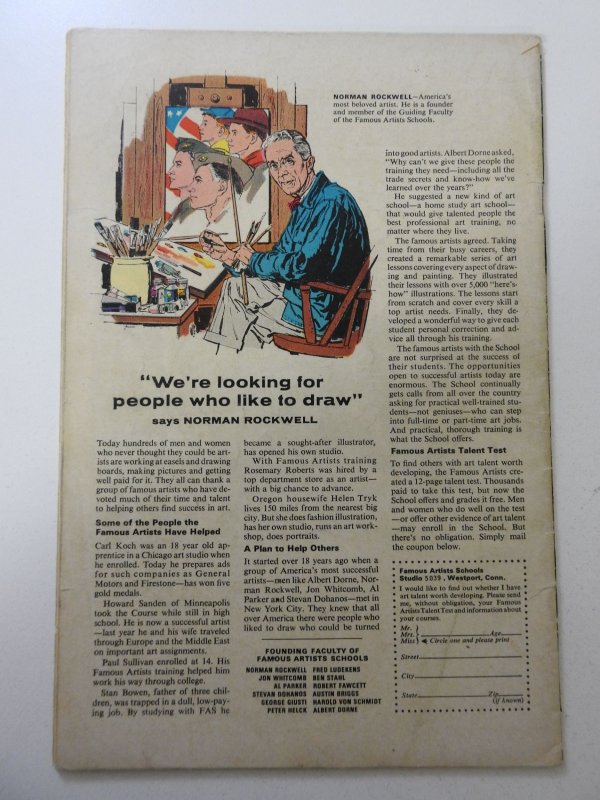 NORMAN ROCKWELL—America's
most beloved artist. He is a founder
and member of the Guiding Faculty
of the Famous Artists Schools.
"We're looking for
people who like to draw"
says NORMAN ROCKWELL
Today hundreds of men and women
who never thought they could be art-
ists are working at easels and drawing
boards, making pictures and getting
well paid for it. They all can thank a
group of famous artists who have de-
voted much of their time and talent
to helping others find success in art.
Some of the People the
Famous Artists Have Helped
Carl Koch was an 18 year old ap-
prentice in a Chicago art studio when
he enrolled. Today he prepares ads
for such companies as General
Motors and Firestone—has won five
gold medals.
Howard Sanden of Minneapolis
took the Course while still in high
school. He is now a successful artist
—last year he and his wife traveled
through Europe and the Middle East
on important art assignments.
Paul Sullivan enrolled at 14. His
Famous Artists training helped him
work his way through college.
Stan Bowen, father of three chil-
dren, was trapped in a dull, low-pay-
ing job. By studying with FAS he
became a sought-after illustrator,
has opened his own studio.
With Famous Artists training
Rosemary Roberts was hired by a
top department store as an artist—
with a big chance to advance.
Oregon housewife Helen Tryk
lives 150 miles from the nearest big
city. But she does fashion illustration,
has her own studio, runs an art work-
shop, does portraits.
A Plan to Help Others
It started over 18 years ago when a
group of America's most successful
artists—men like Albert Dorne, Nor-
man Rockwell, Jon Whitcomb, Al
Parker and Stevan Dohanos—met in
New York City. They knew that all
over America there were people who
liked to draw who could be turned
FOUNDING FACULTY OF
FAMOUS ARTISTS SCHOOLS
NORMAN ROCKWELL FRED LUDEKENS
JON WHITCOMB BEN STAHL
AL PARKER ROBERT FAWCETT
STEVAN DOHANOS AUSTIN BRIGGS
GEORGE GIUSTI HAROLD VON SCHMIDT
PETER HELCK ALBERT DORNE
into good artists. Albert Dorne asked,
"Why can't we give these people the
training they need—including all the
trade secrets and know-how we've
learned over the years?"
He suggested a new kind of art
school—a home study art school—
that would give talented people the
best professional art training, no
matter where they live.
The famous artists agreed. Taking
time from their busy careers, they
created a remarkable series of art
lessons covering every aspect of draw-
ing and painting. They illustrated
their lessons with over 5,000 "here's-
how" illustrations. The lessons start
from scratch and cover every skill a
top artist needs. Finally, they de-
veloped a wonderful way to give each
student personal correction and ad-
vice all through his training.
The famous artists with the School
are not surprised at the success of
their students. The opportunities
open to successful artists today are
enormous. The School continually
gets calls from all over the country
asking for practical well-trained stu-
dents—not geniuses—who can step
into full-time or part-time art jobs.
And practical, thorough training is
what the School offers.
Famous Artists Talent Test
To find others with art talent worth
developing, the Famous Artists cre-
ated a 12-page talent test. Thousands
paid to take this test, but now the
School offers and grades it free. Men
and women who do well on the test
—or offer other evidence of art talent
—may enroll in the School. But
there's no obligation. Simply mail
the coupon below.
Famous Artists Schools
Studio 5039, Westport, Conn.
I would like to find out whether I have
art talent worth developing. Please send
me, without obligation, your Famous
Artists Talent Test and information about
your courses.
Mr.
Mrs. Age
Miss Circle one and please print
Street
City
State Zip
(if known)